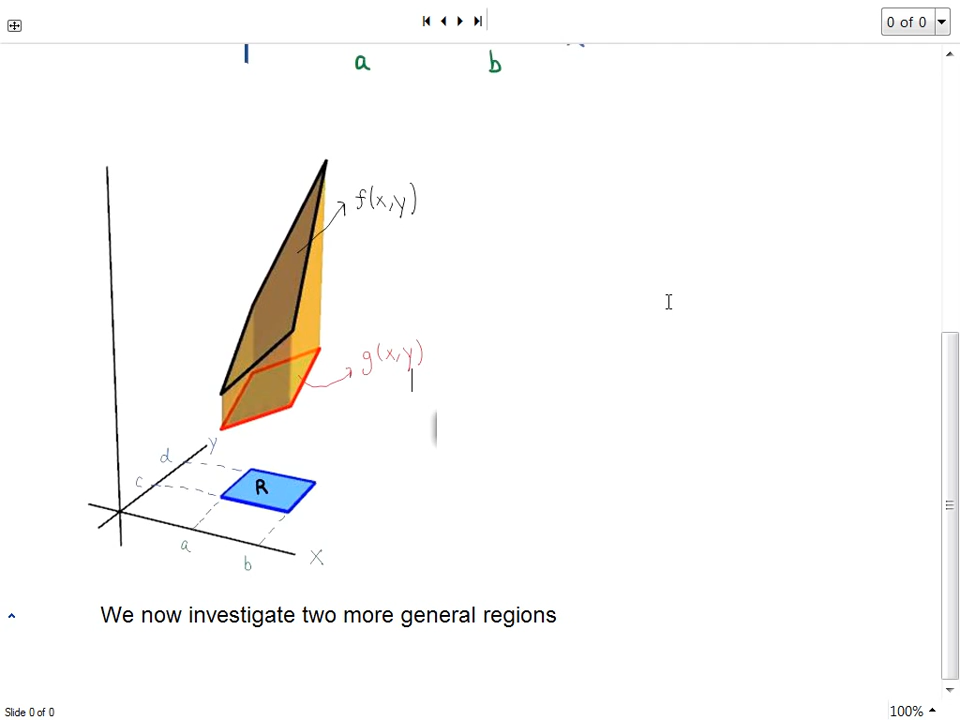 0 of 0
a
b
f(x,y)
g(x,y)
y
d
c
R
a
b
X
We now investigate two more general regions
Slide 0 of 0
100%